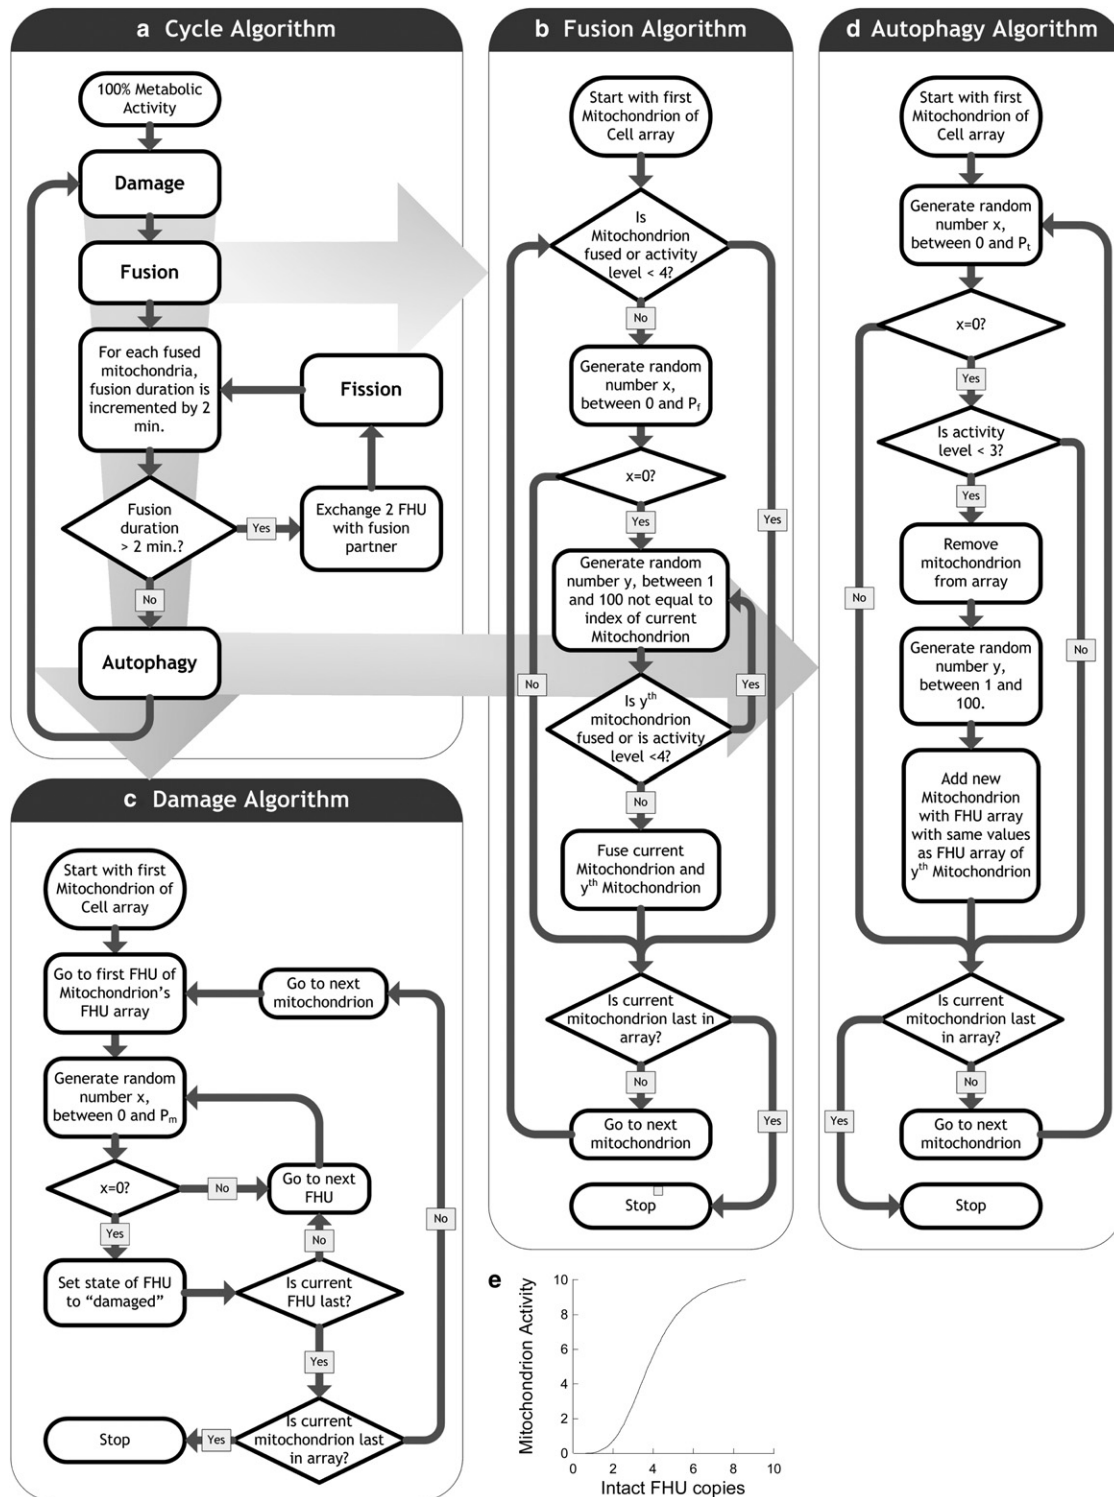 a Cycle Algorithm
100% Metabolic
Activity
Damage
Fusion
For each fused
mitochondria,
fusion duration is
incremented by 2
min.
Fission
Fusion
duration
> 2 min.?
Yes
Exchange 2 FHU
with fusion
partner
No
Autophagy
b Fusion Algorithm
Start with first
Mitochondrion of
Cell array
Is
Mitochondrion
fused or activity
level < 4?
No
Generate random
number x,
between 0 and Pf
x=0?
Yes
Yes
Generate random
number y, between 1
and 100 not equal to
index of current
Mitochondrion
No
Yes
Is yth
mitochondrion
fused or is activity
level <4?
No
Fuse current
Mitochondrion and
yth Mitochondrion
Is current
mitochondrion last in
array?
No
Yes
Go to next
mitochondrion
Stop
d Autophagy Algorithm
Start with first
Mitochondrion of
Cell array
Generate random
number x,
between 0 and Pt
x=0?
Yes
Is activity
level < 3?
Yes
Remove
mitochondrion
from array
No
No
Generate random
number y,
between 1 and
100.
Add new
Mitochondrion
with FHU array
with same values
as FHU array of
yth Mitochondrion
Is current
mitochondrion last
in array?
No
Yes
Go to next
mitochondrion
Stop
c Damage Algorithm
Start with first
Mitochondrion of
Cell array
Go to first FHU of
Mitochondrion's
FHU array
Go to next
mitochondrion
Generate random
number x,
between 0 and Pm
x=0?
No
Go to next
FHU
Yes
No
No
Set state of FHU
to "damaged"
Is current
FHU last?
Yes
Stop
Yes
Is current
mitochondrion last
in array?
e
Mitochondrion Activity
10
8
6
4
2
0
0 2 4 6 8 10
Intact FHU copies